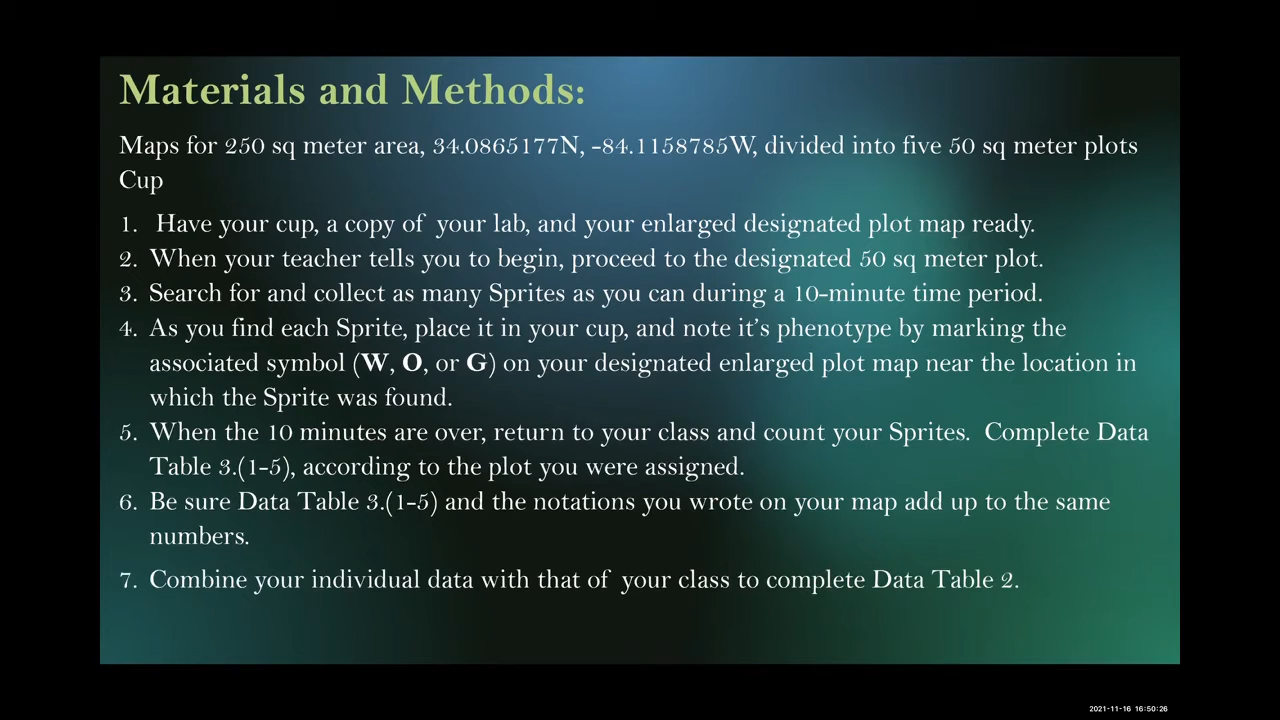 Materials and Methods:
Maps for 250 sq meter area, 34.0865177N, -84.1158785W, divided into five 50 sq meter plots
Cup
1. Have your cup, a copy of your lab, and your enlarged designated plot map ready.
2. When your teacher tells you to begin, proceed to the designated 50 sq meter plot.
3. Search for and collect as many Sprites as you can during a 10-minute time period.
4. As you find each Sprite, place it in your cup, and note it's phenotype by marking the
associated symbol (W, O, or G) on your designated enlarged plot map near the location in
which the Sprite was found.
5. When the 10 minutes are over, return to your class and count your Sprites. Complete Data
Table 3.(1-5), according to the plot you were assigned.
6. Be sure Data Table 3.(1-5) and the notations you wrote on your map add up to the same
numbers.
7. Combine your individual data with that of your class to complete Data Table 2.
2021-11-16 16:50:26